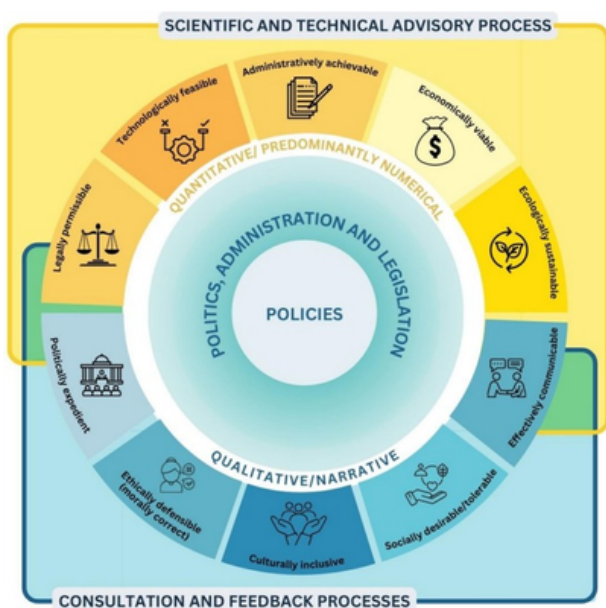 SCIENTIFIC AND TECHNICAL ADVISORY PROCESS
Administratively achievable
Technologically feasible
Economically viable
Legally permissible
Ecologically sustainable
QUANTITATIVE/ PREDOMINANTLY NUMERICAL
$
POLITICS, ADMINISTRATION AND LEGISLATION
POLICIES
Politically expedient
Effectively communicable
QUALITATIVE/NARRATIVE
Ethically defensible
(morally correct)
Socially desirable/tolerable
Culturally inclusive
CONSULTATION AND FEEDBACK PROCESSES